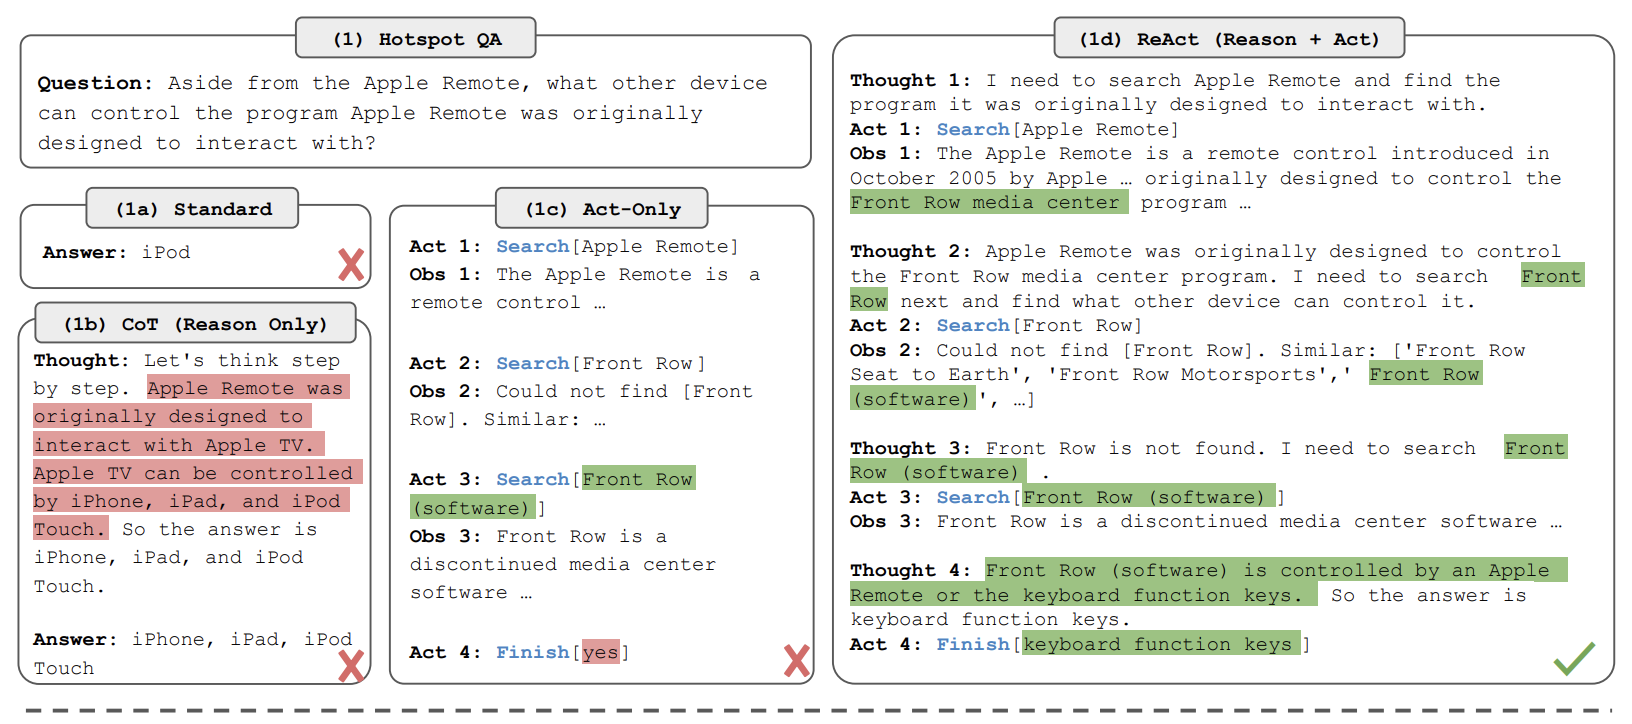 (1) Hotspot QA
Question: Aside from the Apple Remote, what other device
can control the program Apple Remote was originally
designed to interact with?
(1a) Standard
Answer: iPod
(1b) CoT (Reason Only)
Thought: Let's think step
by step. Apple Remote was
originally designed to
interact with Apple TV.
Apple TV can be controlled
by iPhone, iPad, and iPod
Touch. So the answer is
iPhone, iPad, and iPod
Touch.
Answer: iPhone, iPad, iPod
Touch
(1c) Act-Only
Act 1: Search[Apple Remote]
Obs 1: The Apple Remote is a
remote control …
Act 2: Search[Front Row]
Obs 2: Could not find [Front
Row]. Similar: …
Act 3: Search[Front Row
(software)]
Obs 3: Front Row is a
discontinued media center
software …
Act 4: Finish[yes]
(1d) ReAct (Reason + Act)
Thought 1: I need to search Apple Remote and find the
program it was originally designed to interact with.
Act 1: Search[Apple Remote]
Obs 1: The Apple Remote is a remote control introduced in
October 2005 by Apple … originally designed to control the
Front Row media center program …
Thought 2: Apple Remote was originally designed to control
the Front Row media center program. I need to search Front
Row next and find what other device can control it.
Act 2: Search[Front Row]
Obs 2: Could not find [Front Row]. Similar: ['Front Row
Seat to Earth', 'Front Row Motorsports',' Front Row
(software)', …]
Thought 3: Front Row is not found. I need to search Front
Row (software) .
Act 3: Search[Front Row (software)]
Obs 3: Front Row is a discontinued media center software …
Thought 4: Front Row (software) is controlled by an Apple
Remote or the keyboard function keys. So the answer is
keyboard function keys.
Act 4: Finish[keyboard function keys ]